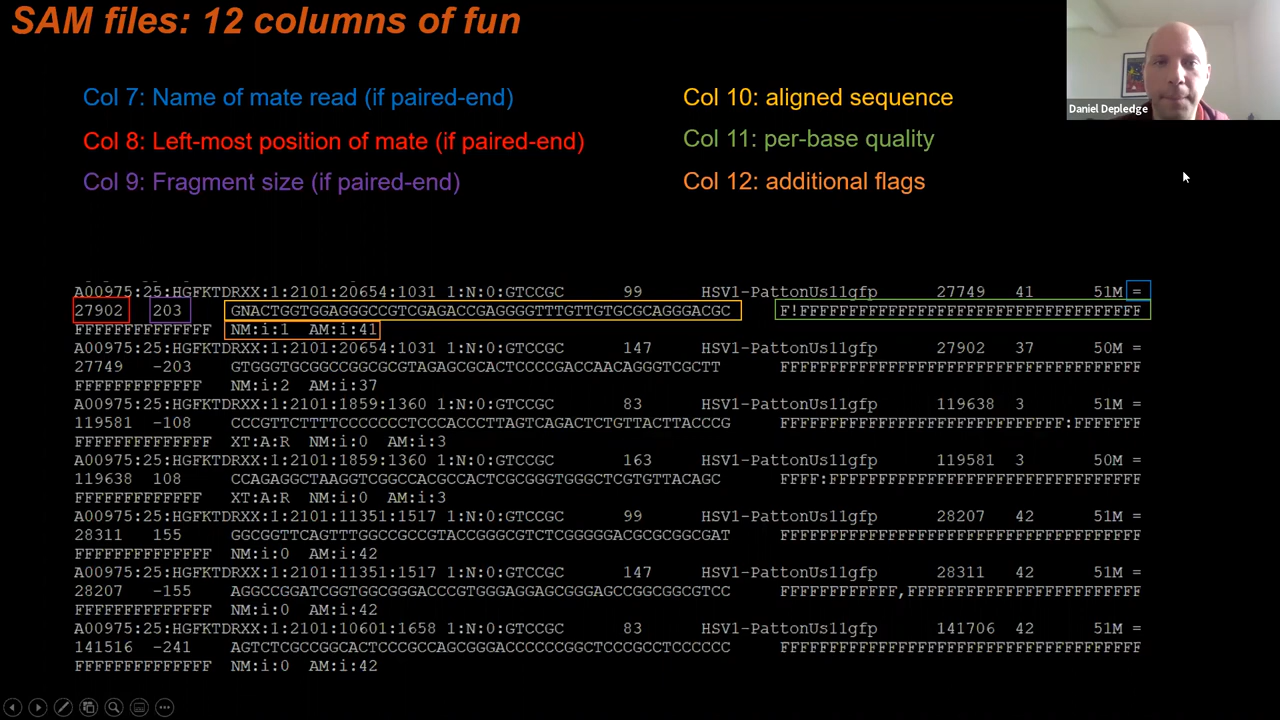 SAM files: 12 columns of fun
Daniel Depledge
Col 7: Name of mate read (if paired-end)
Col 8: Left-most position of mate (if paired-end)
Col 9: Fragment size (if paired-end)
Col 10: aligned sequence
Col 11: per-base quality
Col 12: additional flags
A00975:25:HGFKTDRXX:1:2101:20654:1031 1:N:0:GTCCGC 99 HSV1-PattonUs11gfp 27749 41 51M =
27902 203 GNACTGGTGGAGGGCCGTCGAGACCGAGGGGTTTGTTGTGCGCAGGGACGC F!FFFFFFFFFFFFFFFFFFFFFFFFFFFFFFFFFFF
FFFFFFFFFFFFFF NM:i:1 AM:i:41
A00975:25:HGFKTDRXX:1:2101:20654:1031 1:N:0:GTCCGC 147 HSV1-PattonUs11gfp 27902 37 50M =
27749 -203 GTGGGTGCGGCCGGCGCGTAGAGCGCACTCCCCGACCAACAGGGTCGCTT FFFFFFFFFFFFFFFFFFFFFFFFFFFFFFFFFFFFF
FFFFFFFFFFFFF NM:i:2 AM:i:37
A00975:25:HGFKTDRXX:1:2101:1859:1360 1:N:0:GTCCGC 83 HSV1-PattonUs11gfp 119638 3 51M =
119581 -108 CCCGTTCTTTTCCCCCCCTCCCACCCTTAGTCAGACTCTGTTACTTACCCG FFFFFFFFFFFFFFFFFFFFFFFFFFFFF:FFFFFFF
FFFFFFFFFFFFFF XT:A:R NM:i:0 AM:i:3
A00975:25:HGFKTDRXX:1:2101:1859:1360 1:N:0:GTCCGC 163 HSV1-PattonUs11gfp 119581 3 50M =
119638 108 CCAGAGGCTAAGGTCGGCCACGCCACTCGCGGGTGGGCTCGTGTTACAGC FFFF:FFFFFFFFFFFFFFFFFFFFFFFFFFFFFFFF
FFFFFFFFFFFFF XT:A:R NM:i:0 AM:i:3
A00975:25:HGFKTDRXX:1:2101:11351:1517 1:N:0:GTCCGC 99 HSV1-PattonUs11gfp 28207 42 51M =
28311 155 GGCGGTTCAGTTTGGCCGCCGTACCGGGCGTCTCGGGGGACGCGCGGCGAT FFFFFFFFFFFFFFFFFFFFFFFFFFFFFFFFFFFFF
FFFFFFFFFFFFFF NM:i:0 AM:i:42
A00975:25:HGFKTDRXX:1:2101:11351:1517 1:N:0:GTCCGC 147 HSV1-PattonUs11gfp 28311 42 51M =
28207 -155 AGGCCGGATCGGTGGCGGGACCCGTGGGAGGAGCGGGAGCCGGCGGCGTCC FFFFFFFFFFFF,FFFFFFFFFFFFFFFFFFFFFFFF
FFFFFFFFFFFFFF NM:i:0 AM:i:42
A00975:25:HGFKTDRXX:1:2101:10601:1658 1:N:0:GTCCGC 83 HSV1-PattonUs11gfp 141706 42 51M =
141516 -241 AGTCTCGCCGGCACTCCCGCCAGCGGGACCCCCCGGCTCCCGCCTCCCCCC FFFFFFFFFFFFFFFFFFFFFFFFFFFFFFFFFFFFF
FFFFFFFFFFFFFF NM:i:0 AM:i:42